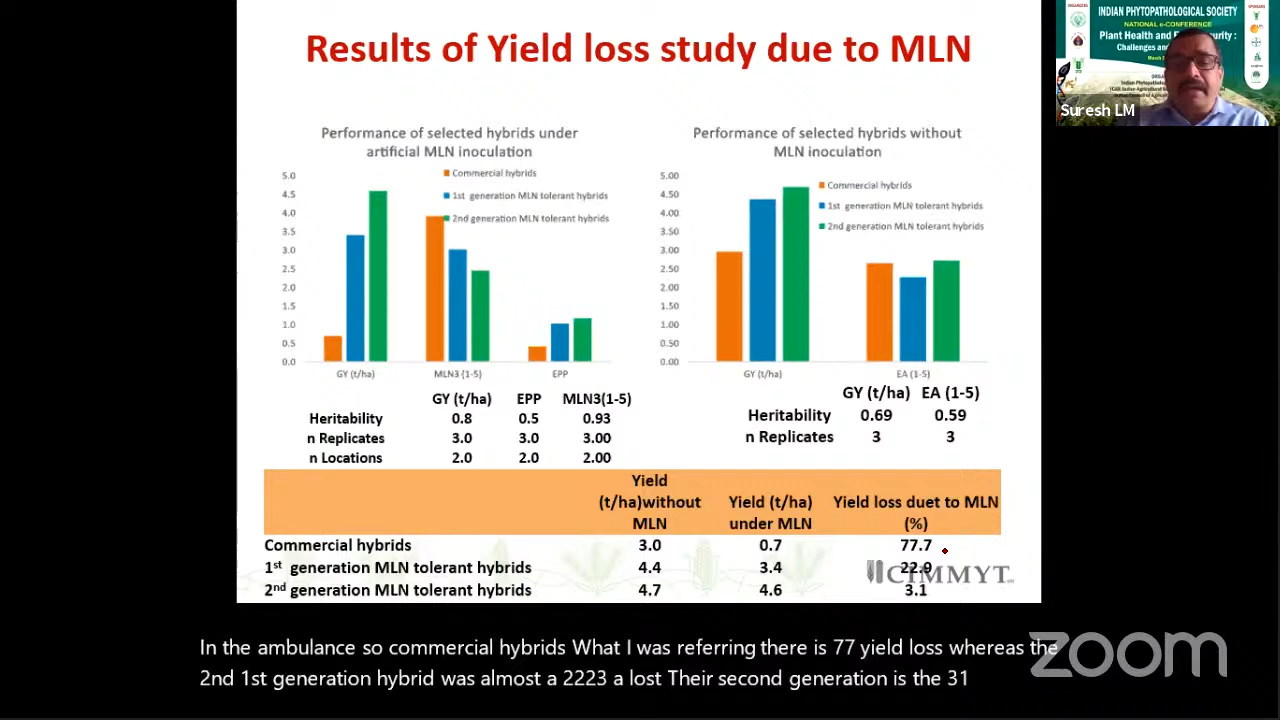 Results of Yield loss study due to MLN
INDIAN PHYTOPATHOLOGICAL SOCIETY
NATIONAL e-CONFERENCE
Plant Health and
Challenges
Suresh LM
Performance of selected hybrids under
artificial MLN inoculation
Commercial hybrids
1st generation MLN tolerant hybrids
2nd generation MLN tolerant hybrids
5.0
4.5
4.0
3.5
3.0
2.5
2.0
1.5
1.0
0.5
0.0
GY (t/ha) MLN3 (1-5) EPP
Performance of selected hybrids without
MLN inoculation
Commercial hybrids
1st generation MLN tolerant hybrids
2nd generation MLN tolerant hybrids
5.00
4.50
4.00
3.50
3.00
2.50
2.00
1.50
1.00
0.50
0.00
GY (t/ha) EA (1-5)
GY (t/ha) EPP MLN3(1-5)
Heritability 0.8 0.5 0.93
n Replicates 3.0 3.0 3.00
n Locations 2.0 2.0 2.00
GY (t/ha) EA (1-5)
Heritability 0.69 0.59
n Replicates 3 3
Yield
(t/ha)without Yield (t/ha) Yield loss duet to MLN
MLN under MLN (%)
Commercial hybrids 3.0 0.7 77.7
1st generation MLN tolerant hybrids 4.4 3.4 22.9
2nd generation MLN tolerant hybrids 4.7 4.6 3.1
CIMMYT
In the ambulance so commercial hybrids What I was referring there is 77 yield loss whereas the
2nd 1st generation hybrid was almost a 2223 a lost Their second generation is the 31
zoom